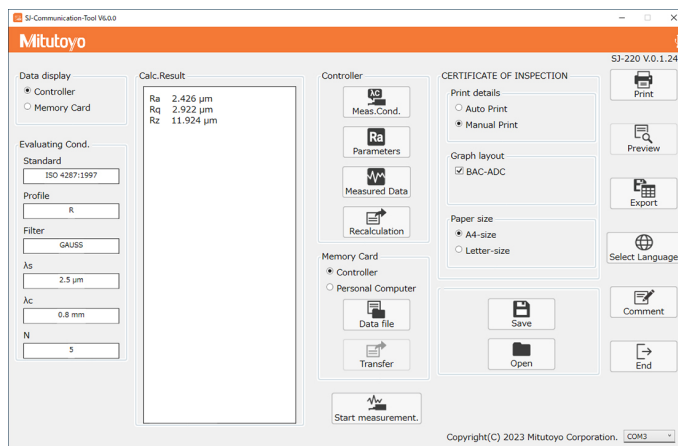 SJ-Communication-Tool V6.0.0
Mitutoyo
SJ-220 V.0.1.24
Data display
Controller
Memory Card
Evaluating Cond.
Standard
ISO 4287:1997
Profile
R
Filter
GAUSS
λs
2.5 μm
λc
0.8 mm
N
5
Calc.Result
Ra 2.426 μm
Rq 2.922 μm
Rz 11.924 μm
Controller
λC
Meas.Cond.
Ra
Parameters
Measured Data
Recalculation
Memory Card
Controller
Personal Computer
Data file
Transfer
Start measurement.
CERTIFICATE OF INSPECTION
Print details
Auto Print
Manual Print
Graph layout
BAC-ADC
Paper size
A4-size
Letter-size
Save
Open
Print
Preview
Export
Select Language
Comment
End
Copyright(C) 2023 Mitutoyo Corporation.
COM3